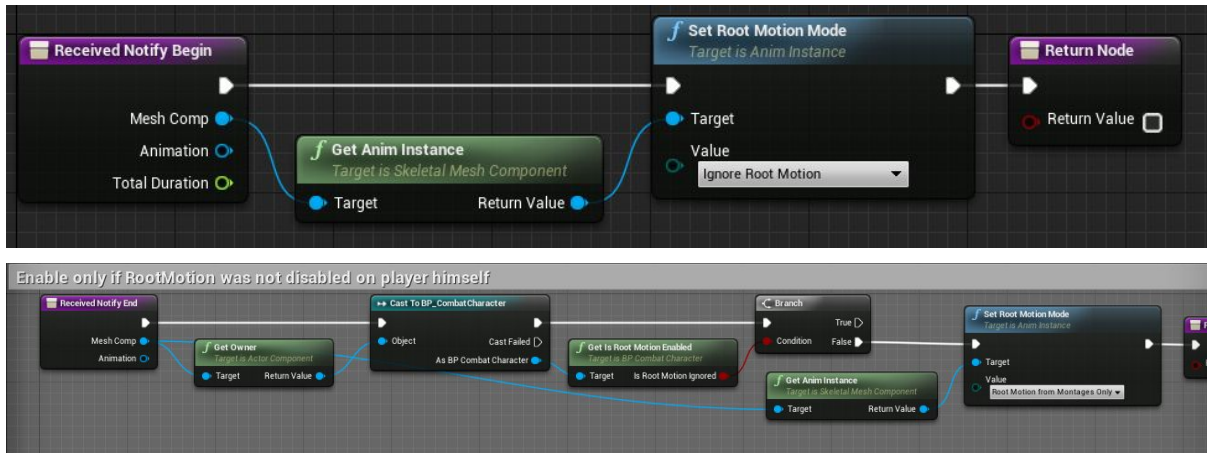 Received Notify Begin
Mesh Comp
Animation
Total Duration
Get Anim Instance
Target is Skeletal Mesh Component
Target
Return Value
Set Root Motion Mode
Target is Anim Instance
Target
Value
Ignore Root Motion
Return Node
Return Value
Enable only if RootMotion was not disabled on player himself
Received Notify End
Mesh Comp
Animation
Get Owner
Target is Actor Component
Target
Return Value
Cast To BP_CombatCharacter
Object
Cast Failed
As BP Combat Character
Get Is Root Motion Enabled
Target is BP Combat Character
Target
Is Root Motion Ignored
Branch
True
Condition
False
Get Anim Instance
Target is Skeletal Mesh Component
Target
Return Value
Set Root Motion Mode
Target is Anim Instance
Target
Value
Root Motion from Montages Only